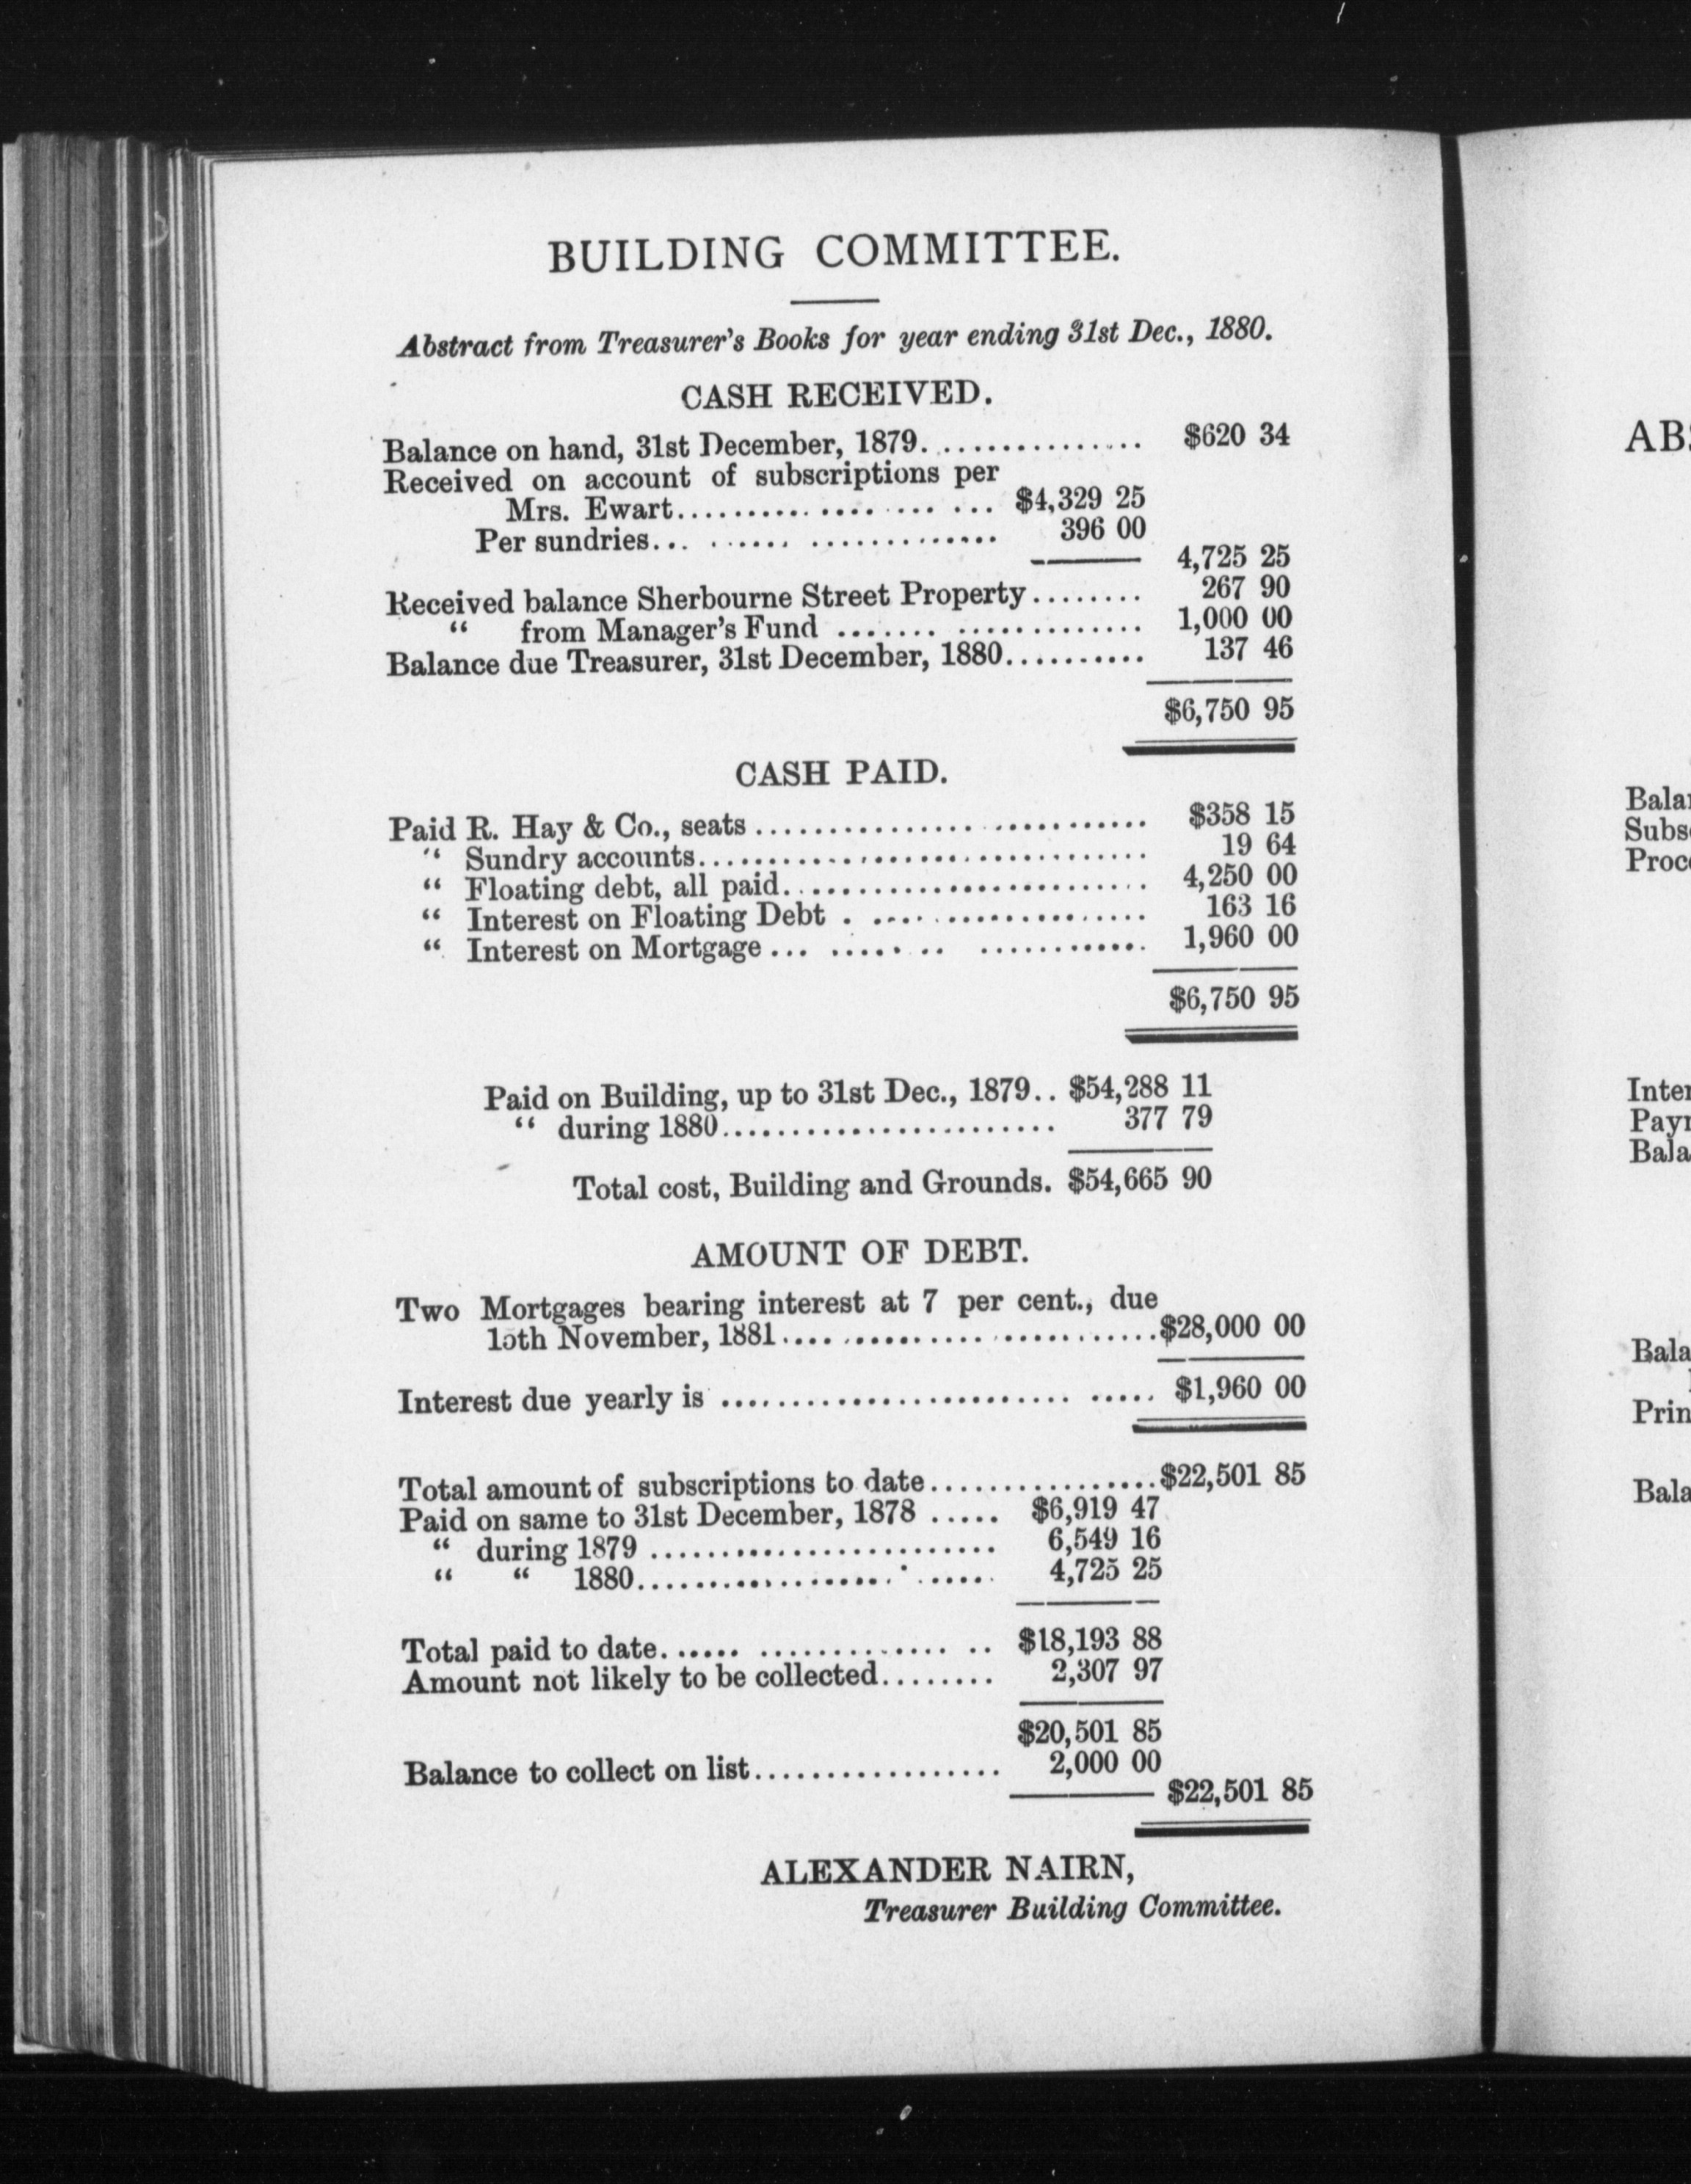 BUILDING COMMITTEE.
Abstract from Treasurer's Books for year ending 31st Dec., 1880.
CASH RECEIVED.
Balance on hand, 31st December, 1879................ $620 34
Received on account of subscriptions per
Mrs. Ewart.................... ... $4,329 25
Per sundries... ...... ............. 396 00
4,725 25
Received balance Sherbourne Street Property........ 267 90
“ from Manager's Fund ....... ............. 1,000 00
Balance due Treasurer, 31st December, 1880.......... 137 46
$6,750 95
CASH PAID.
Paid R. Hay & Co., seats ........................... $358 15
“ Sundry accounts............................... 19 64
“ Floating debt, all paid......................... 4,250 00
“ Interest on Floating Debt . ................... 163 16
“ Interest on Mortgage ... ........ ............ 1,960 00
$6,750 95
Paid on Building, up to 31st Dec., 1879.. $54,288 11
“ during 1880........................ 377 79
Total cost, Building and Grounds. $54,665 90
AMOUNT OF DEBT.
Two Mortgages bearing interest at 7 per cent., due
15th November, 1881.... .......... ...........$28,000 00
Interest due yearly is ......................... ..... $1,960 00
Total amount of subscriptions to date................$22,501 85
Paid on same to 31st December, 1878 ..... $6,919 47
“ during 1879 ......................... 6,549 16
“ “ 1880.................. ..... 4,725 25
Total paid to date...... ............. .. $18,193 88
Amount not likely to be collected........ 2,307 97
$20,501 85
Balance to collect on list................. 2,000 00
$22,501 85
ALEXANDER NAIRN,
Treasurer Building Committee.
Bala
Subs
Inter
Bala
Bala
Prin
Bala